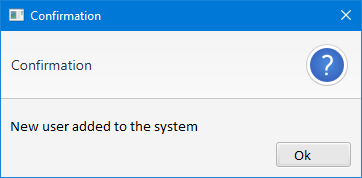 Confirmation
Confirmation
?
New user added to the system
Ok